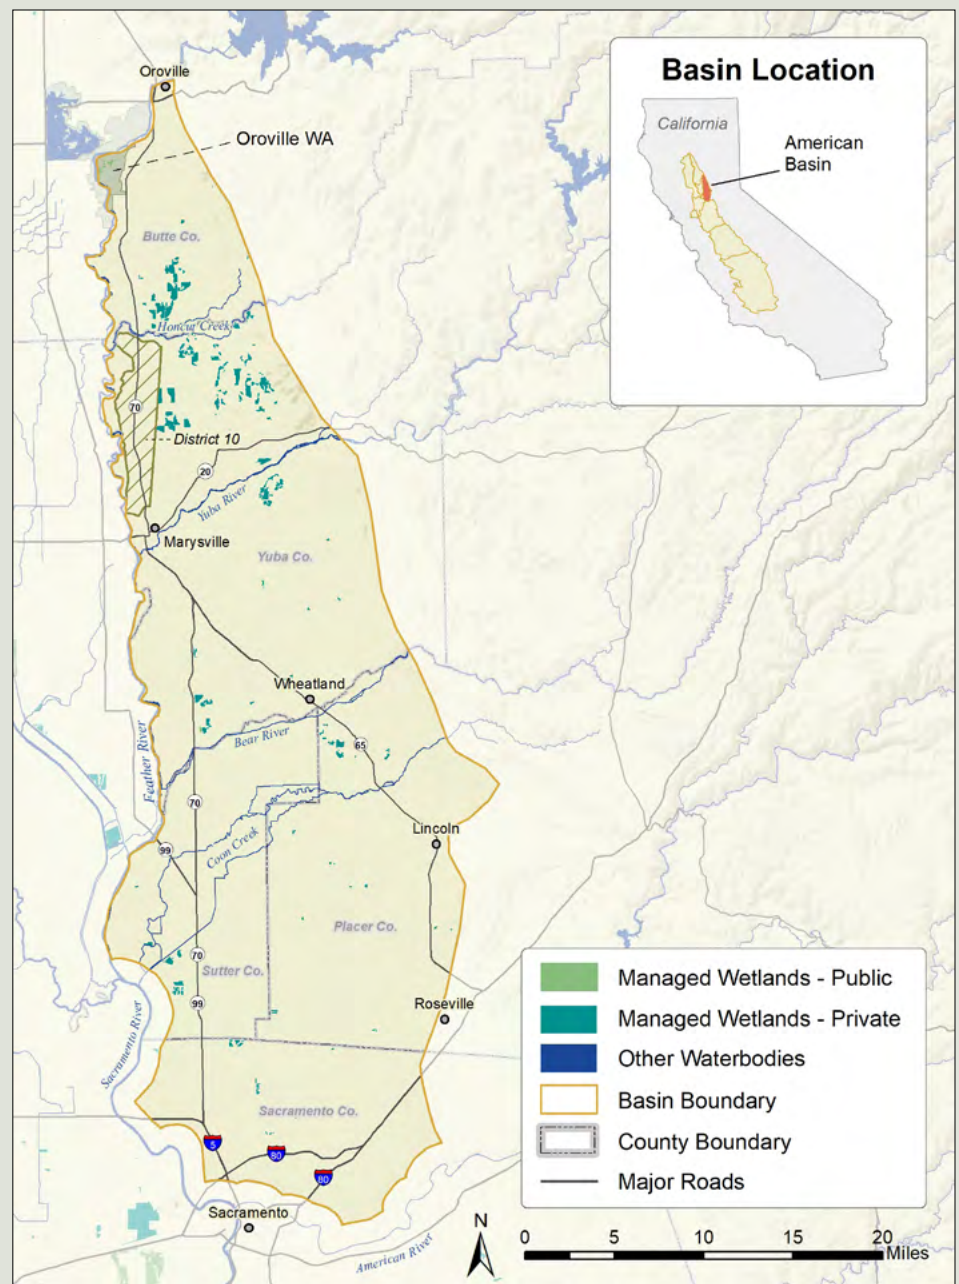 Oroville
Oroville WA
Butte Co.
Honcut Creek
70
District 10
20
Yuba River
Marysville
Yuba Co.
Wheatland
Bear River
65
Feather River
70
Coon Creek
99
Lincoln
Placer Co.
70
Sutter Co.
99
Roseville
Sacramento River
Sacramento Co.
5
80
80
Sacramento
American River
Basin Location
California
American
Basin
Managed Wetlands - Public
Managed Wetlands - Private
Other Waterbodies
Basin Boundary
County Boundary
Major Roads
N
0 5 10 15 20
Miles